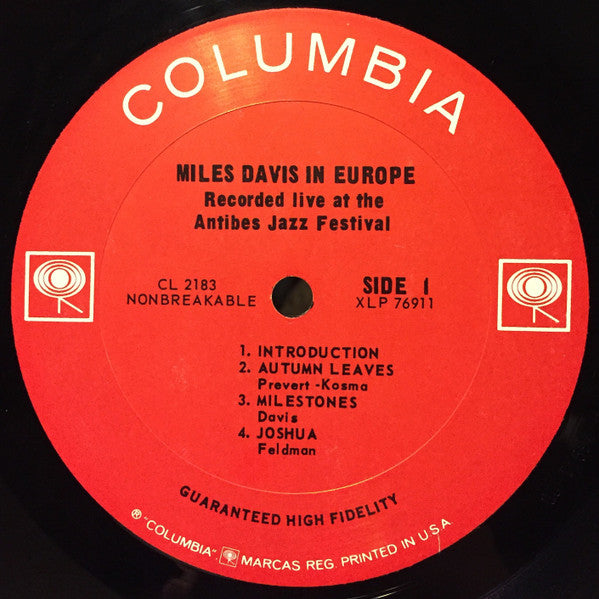 COLUMBIA
MILES DAVIS IN EUROPE
Recorded live at the
Antibes Jazz Festival
CL 2183
NONBREAKABLE
SIDE 1
XLP 76911
1. INTRODUCTION
2. AUTUMN LEAVES
Prevert -Kosma
3. MILESTONES
Davis
4. JOSHUA
Feldman
GUARANTEED HIGH FIDELITY
® "COLUMBIA" MARCAS REG. PRINTED IN U.S.A.